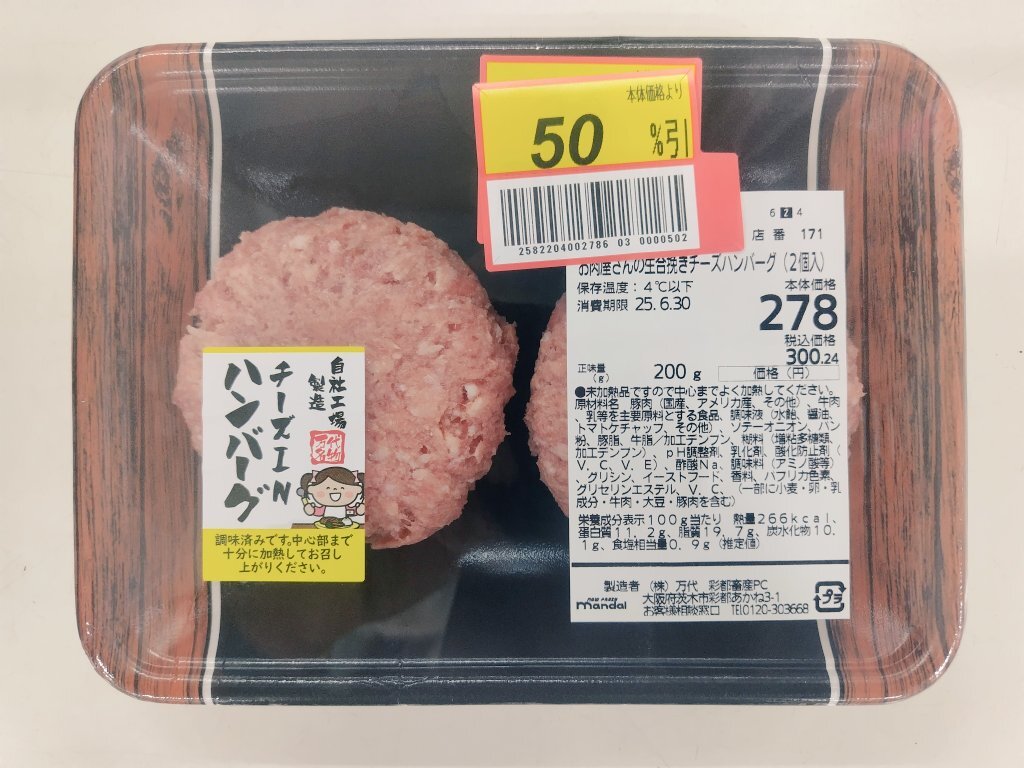 本体価格より
50 %引
2582204002786 03 0000502
6 2 4
店番 171
お肉屋さんの生合挽きチーズハンバーグ(2個入)
保存温度:4℃以下
消費期限 25.6.30
本体価格
278
税込価格
300.24
正味量
(g)
200 g
価格(円)
●未加熱品ですので中心までよく加熱してください。
原材料名 豚肉(国産、アメリカ産、その他)、牛肉
、乳等を主要原料とする食品、調味液(水飴、醤油、
トマトケチャップ、その他)、ソテーオニオン、パン
粉、豚脂、牛脂/加工デンプン、糊料(増粘多糖類、
加工デンプン)、pH調整剤、乳化剤、酸化防止剤(
V.C、V.E)、酢酸Na、調味料(アミノ酸等)
、グリシン、イーストフード、香料、パプリカ色素、
グリセリンエステル、V.C、(一部に小麦・卵・乳
成分・牛肉・大豆・豚肉を含む)
栄養成分表示100g当たり 熱量266kcal、
蛋白質11.2g、脂質19.7g、炭水化物10.
1g、食塩相当量0.9g(推定値)
製造者 (株)万代 彩都畜産PC
大阪府茨木市彩都あかね3-1
お客様相談窓口 TEL0120-303668
mandai
プラ
自社工場
製造
チーズIN
ハンバーグ
調味済みです。中心部まで
十分に加熱してお召し
上がりください。